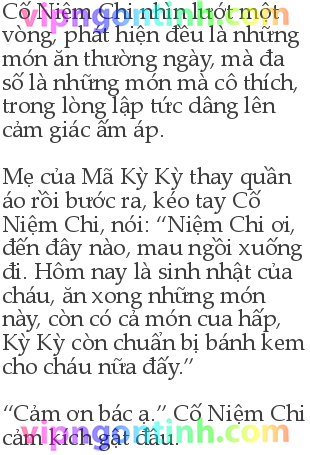 Cố Niệm Chi nhìn lướt một
vòng, phát hiện đều là những
món ăn thường ngày, mà đa
số là những món mà cô thích,
trong lòng lập tức dâng lên
cảm giác ấm áp.
Mẹ của Mã Kỳ Kỳ thay quần
áo rồi bước ra, kéo tay Cố
Niệm Chi, nói: “Niệm Chi ơi,
đến đây nào, mau ngồi xuống
đi. Hôm nay là sinh nhật của
cháu, ăn xong những món
này, còn có cả món cua hấp,
Kỳ Kỳ còn chuẩn bị bánh kem
cho cháu nữa đấy.”
“Cảm ơn bác ạ.” Cố Niệm Chi
cảm kích gật đầu.
vipngontinh.com
vipngontinh.com